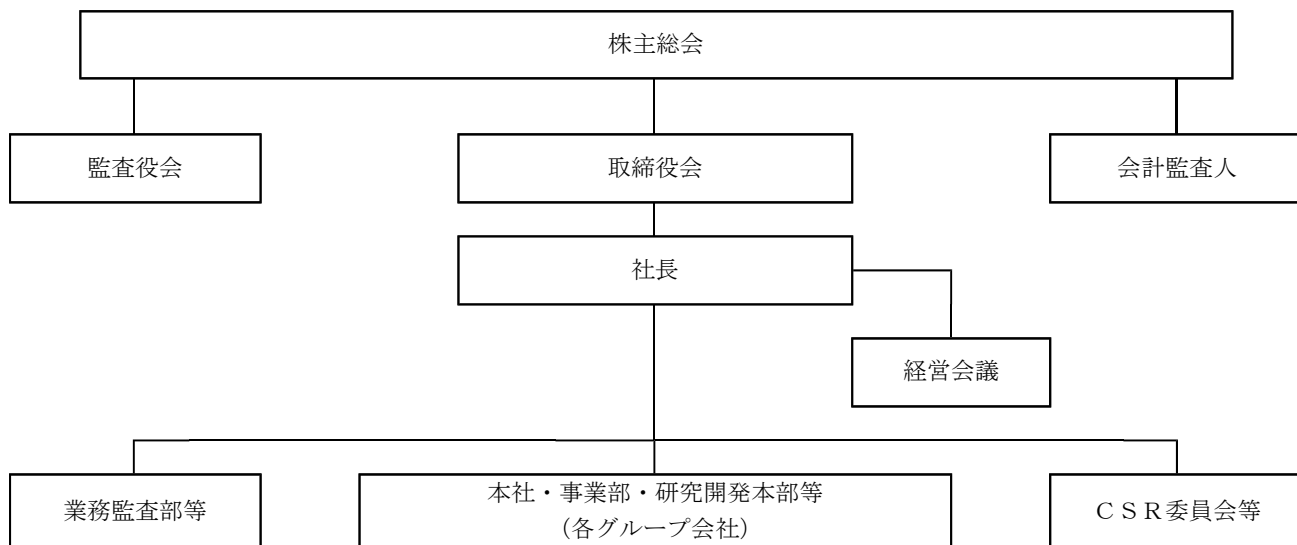 株主総会
監査役会
取締役会
会計監査人
社長
経営会議
業務監査部等
本社・事業部・研究開発本部等
(各グループ会社)
ＣＳＲ委員会等